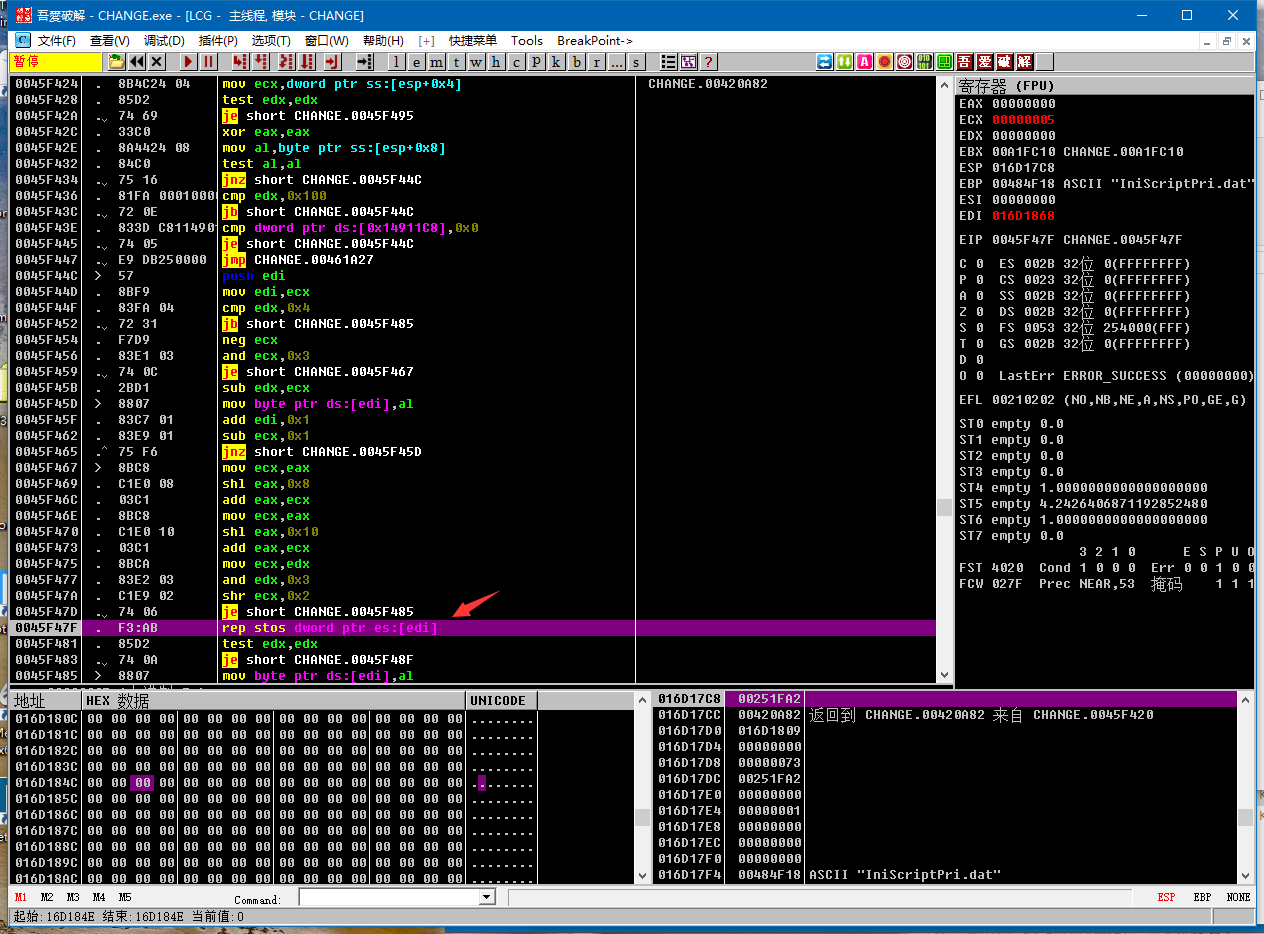 吾愛破解 - CHANGE.exe - [LCG -  主线程, 模块 - CHANGE]
文件(F) 查看(V) 调试(D) 插件(P) 选项(T) 窗口(W) 帮助(H) [+] 快捷菜单 Tools BreakPoint->
暂停 l e m t w h c p k b r ... s ? A 吾 爱 破 解
0045F424 . 8B4C24 04 mov ecx,dword ptr ss:[esp+0x4] CHANGE.00420A82
0045F428 . 85D2 test edx,edx
0045F42A . 74 69 je short CHANGE.0045F495
0045F42C . 33C0 xor eax,eax
0045F42E . 8A4424 08 mov al,byte ptr ss:[esp+0x8]
0045F432 . 84C0 test al,al
0045F434 . 75 16 jnz short CHANGE.0045F44C
0045F436 . 81FA 0001000 cmp edx,0x100
0045F43C . 72 0E jb short CHANGE.0045F44C
0045F43E . 833D C811490 cmp dword ptr ds:[0x14911C8],0x0
0045F445 . 74 05 je short CHANGE.0045F44C
0045F447 . E9 DB250000 jmp CHANGE.00461A27
0045F44C > 57 push edi
0045F44D . 8BF9 mov edi,ecx
0045F44F . 83FA 04 cmp edx,0x4
0045F452 . 72 31 jb short CHANGE.0045F485
0045F454 . F7D9 neg ecx
0045F456 . 83E1 03 and ecx,0x3
0045F459 . 74 0C je short CHANGE.0045F467
0045F45B . 2BD1 sub edx,ecx
0045F45D > 8807 mov byte ptr ds:[edi],al
0045F45F . 83C7 01 add edi,0x1
0045F462 . 83E9 01 sub ecx,0x1
0045F465 .^ 75 F6 jnz short CHANGE.0045F45D
0045F467 > 8BC8 mov ecx,eax
0045F469 . C1E0 08 shl eax,0x8
0045F46C . 03C1 add eax,ecx
0045F46E . 8BC8 mov ecx,eax
0045F470 . C1E0 10 shl eax,0x10
0045F473 . 03C1 add eax,ecx
0045F475 . 8BCA mov ecx,edx
0045F477 . 83E2 03 and edx,0x3
0045F47A . C1E9 02 shr ecx,0x2
0045F47D . 74 06 je short CHANGE.0045F485
0045F47F . F3:AB rep stos dword ptr es:[edi]
0045F481 . 85D2 test edx,edx
0045F483 . 74 0A je short CHANGE.0045F48F
0045F485 > 8807 mov byte ptr ds:[edi],al
寄存器 (FPU)
EAX 00000000
ECX 00000005
EDX 00000000
EBX 00A1FC10 CHANGE.00A1FC10
ESP 016D17C8
EBP 00484F18 ASCII "IniScriptPri.dat"
ESI 00000000
EDI 016D1868
EIP 0045F47F CHANGE.0045F47F
C 0 ES 002B 32位 0(FFFFFFFF)
P 0 CS 0023 32位 0(FFFFFFFF)
A 0 SS 002B 32位 0(FFFFFFFF)
Z 0 DS 002B 32位 0(FFFFFFFF)
S 0 FS 0053 32位 254000(FFF)
T 0 GS 002B 32位 0(FFFFFFFF)
D 0
O 0 LastErr ERROR_SUCCESS (00000000)
EFL 00210202 (NO,NB,NE,A,NS,PO,GE,G)
ST0 empty 0.0
ST1 empty 0.0
ST2 empty 0.0
ST3 empty 0.0
ST4 empty 1.0000000000000000000
ST5 empty 4.2426406871192852480
ST6 empty 1.0000000000000000000
ST7 empty 0.0
3 2 1 0 E S P U O
FST 4020 Cond 1 0 0 0 Err 0 0 1 0 0
FCW 027F Prec NEAR,53 掩码 1 1 1
地址 HEX 数据 UNICODE
016D180C 00 00 00 00 00 00 00 00 00 00 00 00 00 00 00 00 ........
016D181C 00 00 00 00 00 00 00 00 00 00 00 00 00 00 00 00 ........
016D182C 00 00 00 00 00 00 00 00 00 00 00 00 00 00 00 00 ........
016D183C 00 00 00 00 00 00 00 00 00 00 00 00 00 00 00 00 ........
016D184C 00 00 00 00 00 00 00 00 00 00 00 00 00 00 00 00 ........
016D185C 00 00 00 00 00 00 00 00 00 00 00 00 00 00 00 00 ........
016D186C 00 00 00 00 00 00 00 00 00 00 00 00 00 00 00 00 ........
016D187C 00 00 00 00 00 00 00 00 00 00 00 00 00 00 00 00 ........
016D188C 00 00 00 00 00 00 00 00 00 00 00 00 00 00 00 00 ........
016D189C 00 00 00 00 00 00 00 00 00 00 00 00 00 00 00 00 ........
016D18AC 00 00 00 00 00 00 00 00 00 00 00 00 00 00 00 00 ........
016D17C8 00251FA2
016D17CC 00420A82 返回到 CHANGE.00420A82 来自 CHANGE.0045F420
016D17D0 016D1809
016D17D4 00000000
016D17D8 00000073
016D17DC 00251FA2
016D17E0 00000000
016D17E4 00000001
016D17E8 00000000
016D17EC 00000000
016D17F0 00000000
016D17F4 00484F18 ASCII "IniScriptPri.dat"
M1 M2 M3 M4 M5 Command: ESP EBP NONE
起始:16D184E 结束:16D184E 当前值:0